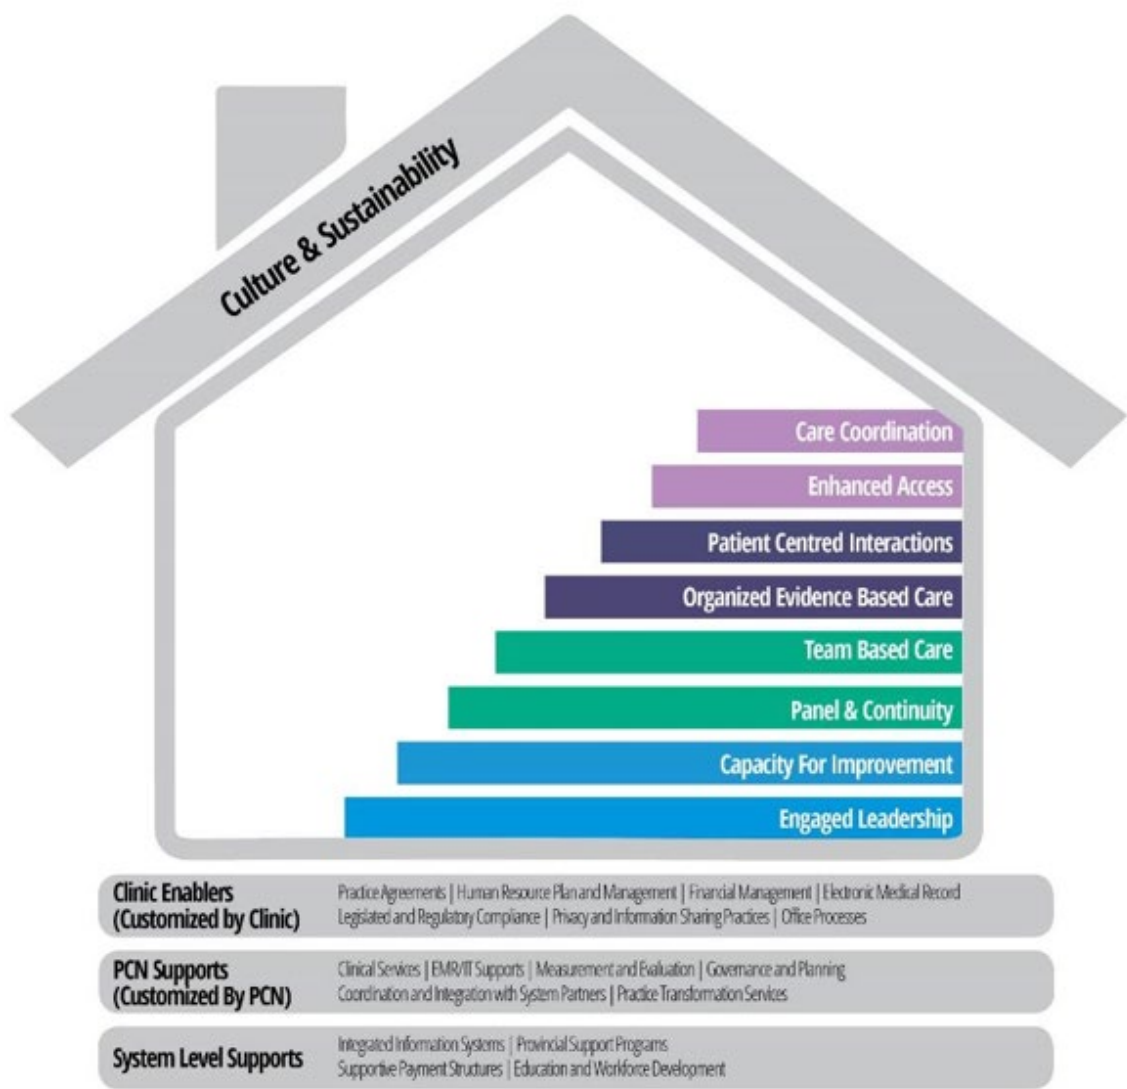 Culture & Sustainability
Care Coordination
Enhanced Access
Patient Centred Interactions
Organized Evidence Based Care
Team Based Care
Panel & Continuity
Capacity For Improvement
Engaged Leadership
Clinic Enablers
(Customized by Clinic)
Practice Agreements | Human Resource Plan and Management | Financial Management | Electronic Medical Record
Legislated and Regulatory Compliance | Privacy and Information Sharing Practices | Office Processes
PCN Supports
(Customized By PCN)
Clinical Services | EMR/IT Supports | Measurement and Evaluation | Governance and Planning
Coordination and Integration with System Partners | Practice Transformation Services
System Level Supports
Integrated Information Systems | Provincial Support Programs
Supportive Payment Structures | Education and Workforce Development